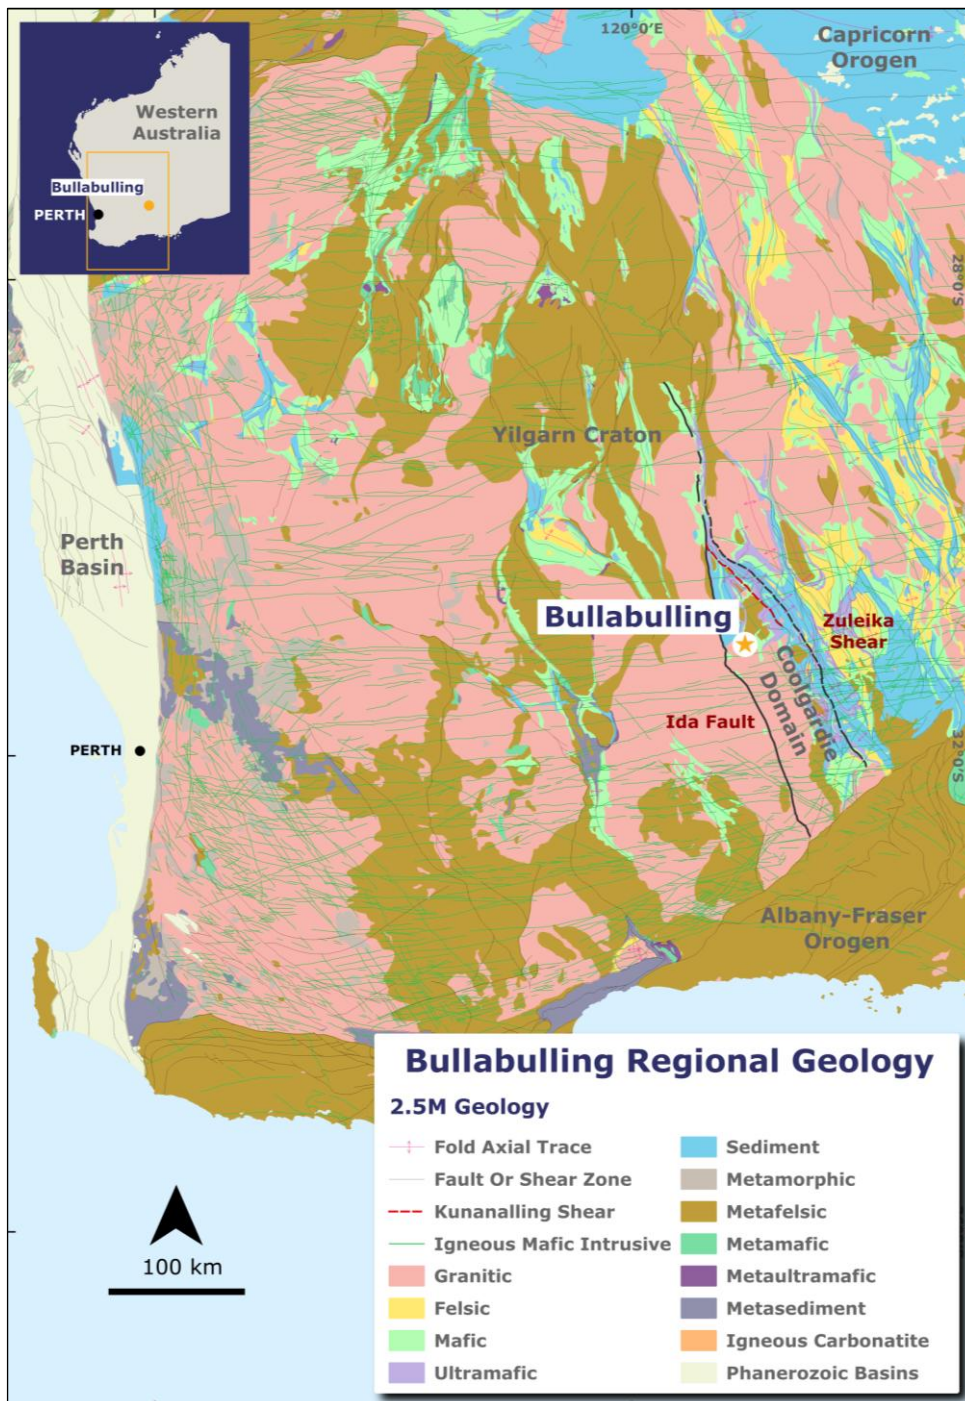 120°0'E
Capricorn
Orogen
Western
Australia
Bullabulling
PERTH
28°0'S
Yilgarn Craton
Perth
Basin
Bullabulling
Zuleika
Shear
Coolgardie
Domain
Ida Fault
PERTH
32°0'S
Albany-Fraser
Orogen
Bullabulling Regional Geology
2.5M Geology
Fold Axial Trace
Fault Or Shear Zone
Kunanalling Shear
Igneous Mafic Intrusive
Granitic
Felsic
Mafic
Ultramafic
Sediment
Metamorphic
Metafelsic
Metamafic
Metaultramafic
Metasediment
Igneous Carbonatite
Phanerozoic Basins
100 km